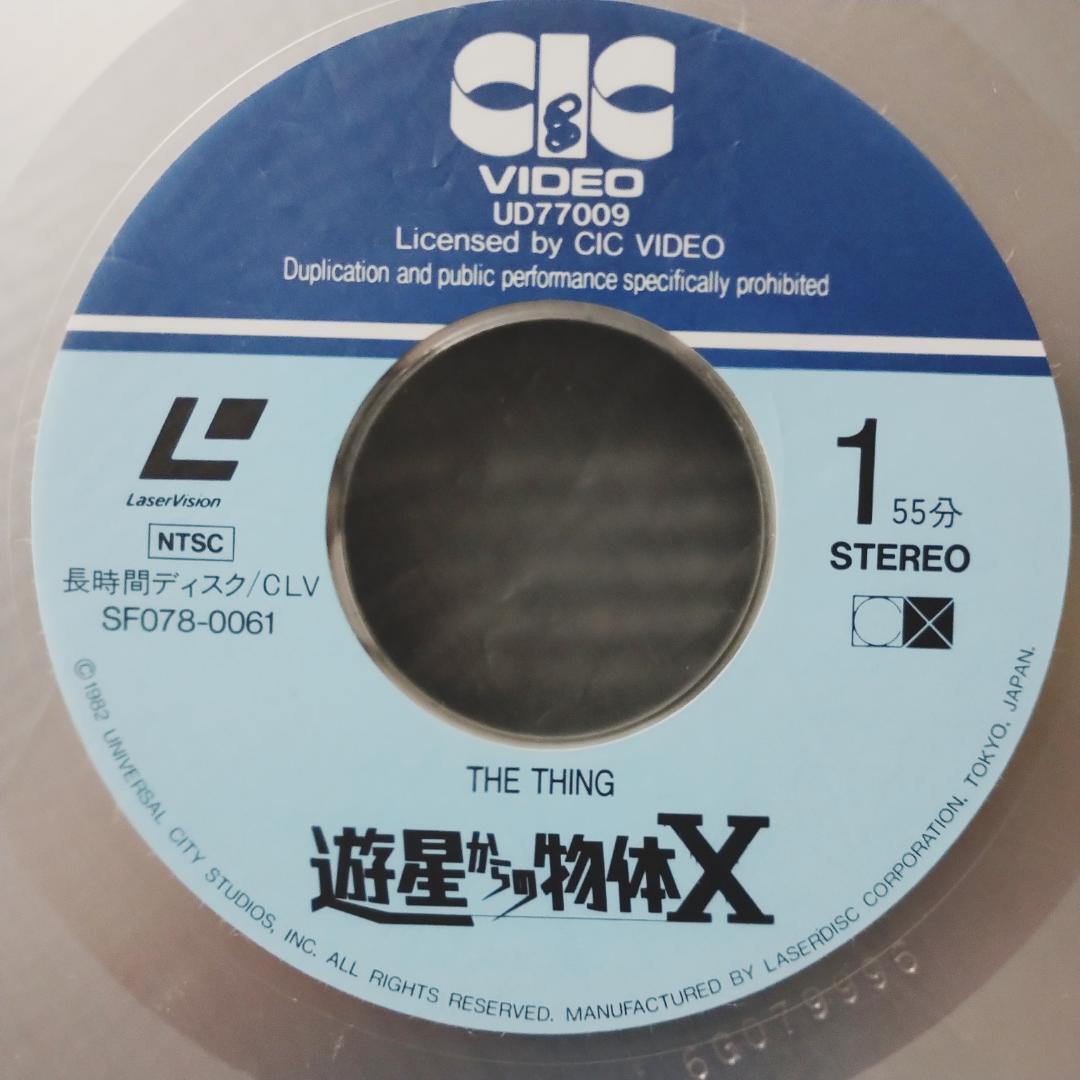 CIC
VIDEO
UD77009
Licensed by CIC VIDEO
Duplication and public performance specifically prohibited
LaserVision
NTSC
長時間ディスク/CLV
SF078-0061
1 55分
STEREO
CX
THE THING
遊星からの物体X
©1982 UNIVERSAL CITY STUDIOS, INC. ALL RIGHTS RESERVED. MANUFACTURED BY LASERDISC CORPORATION, TOKYO, JAPAN.